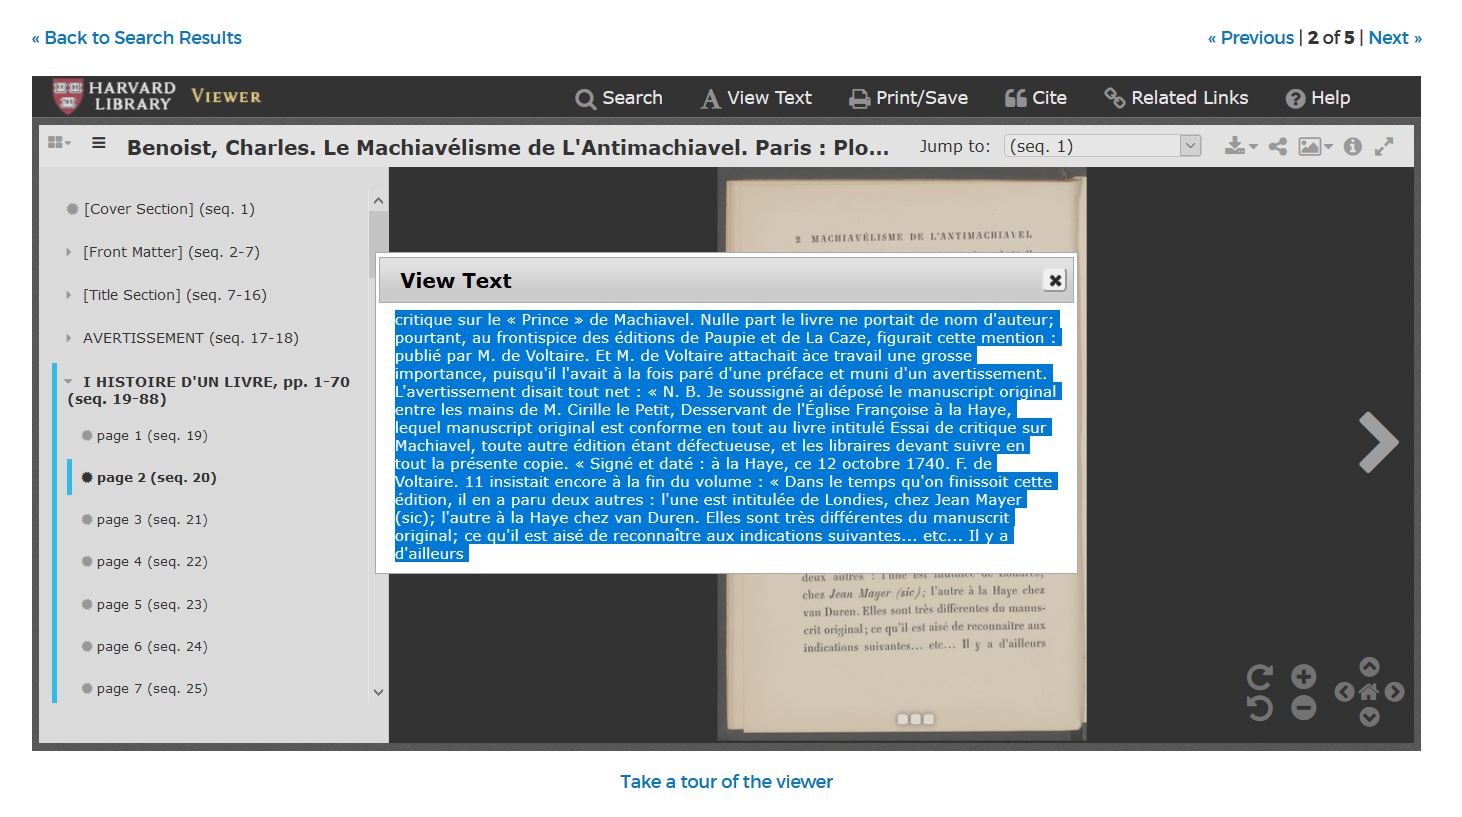 « Back to Search Results
« Previous | 2 of 5 | Next »
HARVARD
LIBRARY
VIEWER
Search
View Text
Print/Save
Cite
Related Links
Help
Benoist, Charles. Le Machiavélisme de L'Antimachiavel. Paris : Plo...
Jump to:
(seq. 1)
[Cover Section] (seq. 1)
[Front Matter] (seq. 2-7)
[Title Section] (seq. 7-16)
AVERTISSEMENT (seq. 17-18)
I HISTOIRE D'UN LIVRE, pp. 1-70
(seq. 19-88)
page 1 (seq. 19)
page 2 (seq. 20)
page 3 (seq. 21)
page 4 (seq. 22)
page 5 (seq. 23)
page 6 (seq. 24)
page 7 (seq. 25)
2 MACHIAVÉLISME DE L'ANTIMACHIAVEL
View Text
critique sur le « Prince » de Machiavel. Nulle part le livre ne portait de nom d'auteur;
pourtant, au frontispice des éditions de Paupie et de La Caze, figurait cette mention :
publié par M. de Voltaire. Et M. de Voltaire attachait àce travail une grosse
importance, puisqu'il l'avait à la fois paré d'une préface et muni d'un avertissement.
L'avertissement disait tout net : « N. B. Je soussigné ai déposé le manuscript original
entre les mains de M. Cirille le Petit, Desservant de l'Église Françoise à la Haye,
lequel manuscript original est conforme en tout au livre intitulé Essai de critique sur
Machiavel, toute autre édition étant défectueuse, et les libraires devant suivre en
tout la présente copie. « Signé et daté : à la Haye, ce 12 octobre 1740. F. de
Voltaire. 11 insistait encore à la fin du volume : « Dans le temps qu'on finissoit cette
édition, il en a paru deux autres : l'une est intitulée de Londies, chez Jean Mayer
(sic); l'autre à la Haye chez van Duren. Elles sont très différentes du manuscrit
original; ce qu'il est aisé de reconnaître aux indications suivantes... etc... Il y a
d'ailleurs
deux autres : l'une est intitulée de Londres,
chez Jean Mayer (sic); l'autre à la Haye chez
van Duren. Elles sont très différentes du manus-
crit original; ce qu'il est aisé de reconnaître aux
indications suivantes... etc... Il y a d'ailleurs
Take a tour of the viewer